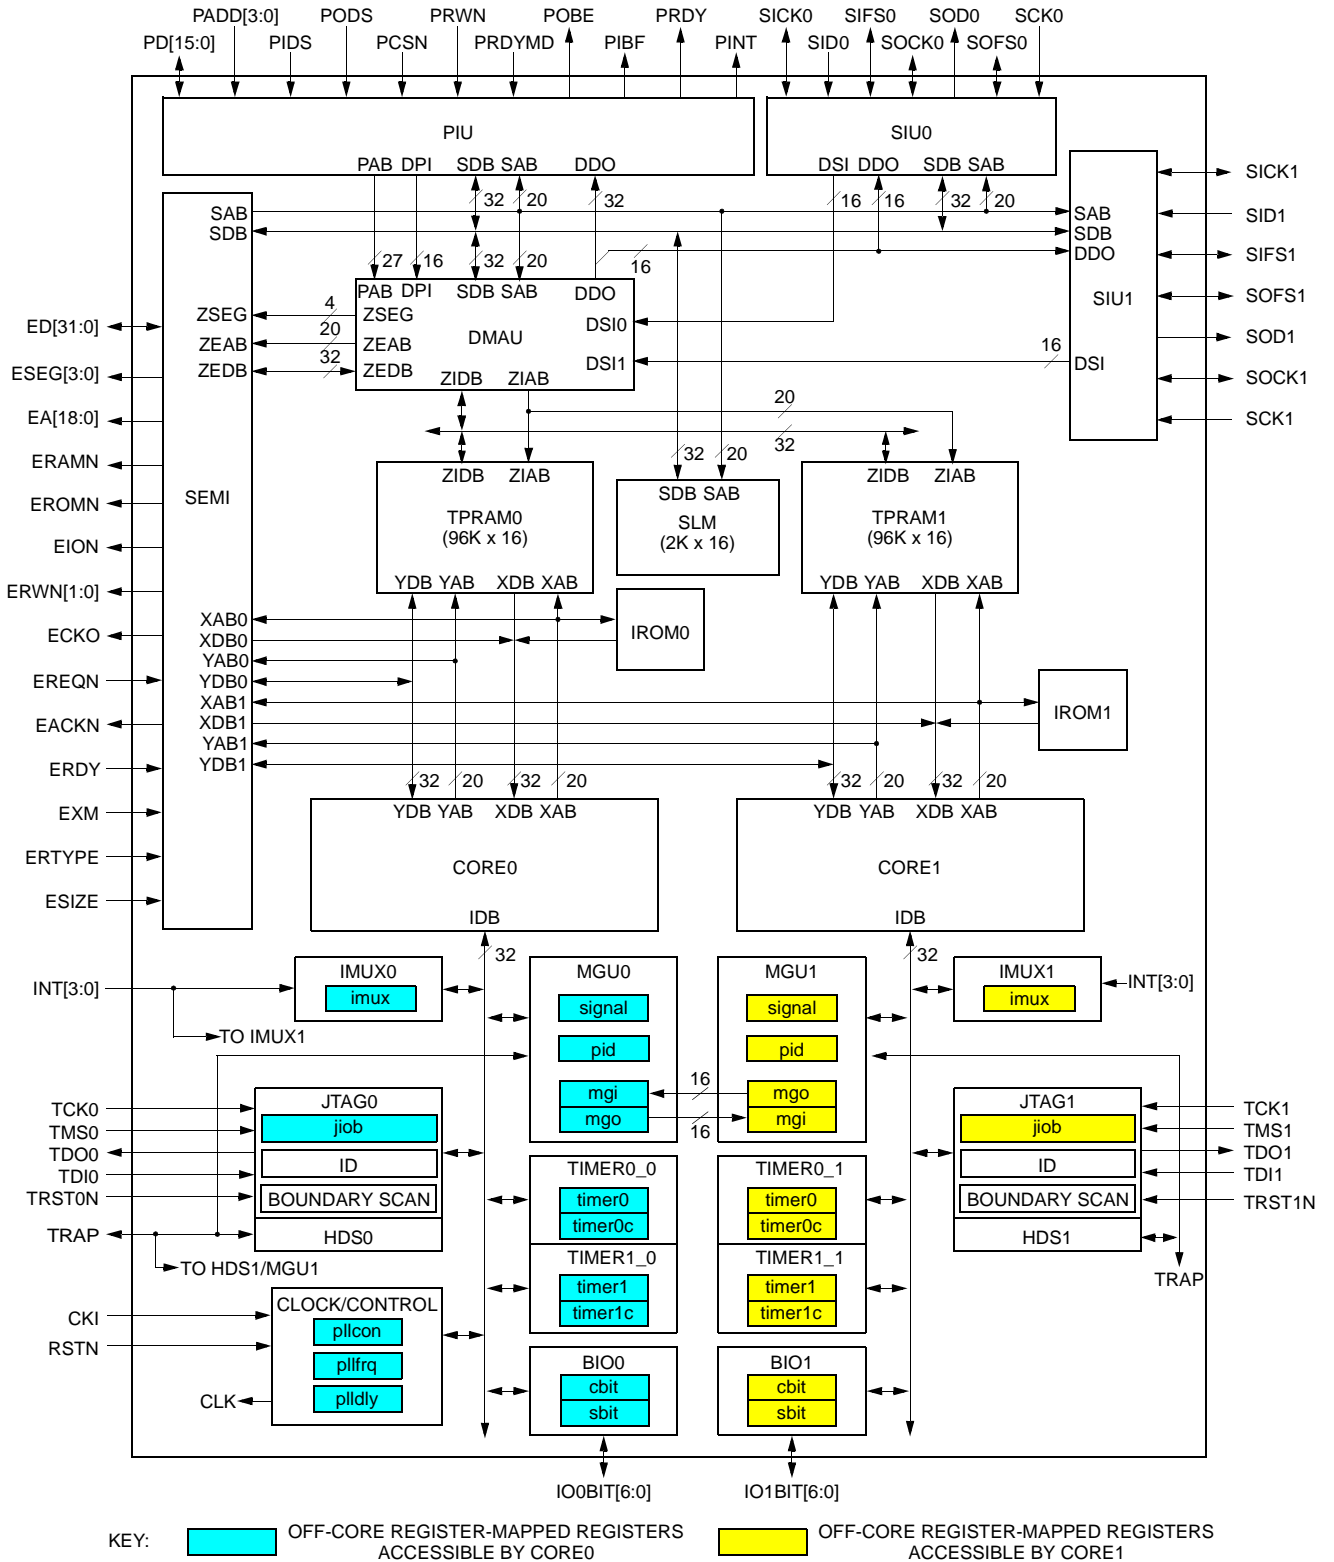 PADD[3:0] PODS PRWN POBE PRDY SICK0 SIFS0 SOD0 SCK0
PD[15:0] PIDS PCSN PRDYMD PIBF PINT SID0 SOCK0 SOFS0
PIU
PAB DPI SDB SAB DDO
SIU0
DSI DDO SDB SAB
32 20 32 16 16 32 20
SAB
SDB
SAB
SDB
DDO
SIU1
DSI
SICK1
SID1
SIFS1
SOFS1
SOD1
SOCK1
SCK1
27 16 32 20 16
PAB DPI SDB SAB DDO
ZSEG
ZEAB
ZEDB
DMAU
DSI0
DSI1
ZIDB ZIAB
ZSEG
ZEAB
ZEDB
4
20
32
16
20
32
32 20
ED[31:0]
ESEG[3:0]
EA[18:0]
ERAMN
EROMN
EION
ERWN[1:0]
ECKO
EREQN
EACKN
ERDY
EXM
ERTYPE
ESIZE
SEMI
ZIDB ZIAB
TPRAM0
(96K x 16)
YDB YAB XDB XAB
SDB SAB
SLM
(2K x 16)
ZIDB ZIAB
TPRAM1
(96K x 16)
YDB YAB XDB XAB
XAB0
XDB0
YAB0
YDB0
XAB1
XDB1
YAB1
YDB1
IROM0
IROM1
32 20 32 20
32 20 32 20
YDB YAB XDB XAB
CORE0
IDB
YDB YAB XDB XAB
CORE1
IDB
32
32
INT[3:0]
IMUX0
imux
TO IMUX1
MGU0
signal
pid
mgi
mgo
16
16
MGU1
signal
pid
mgo
mgi
IMUX1
imux
INT[3:0]
TCK0
TMS0
TDO0
TDI0
TRST0N
TRAP
JTAG0
jiob
ID
BOUNDARY SCAN
HDS0
TO HDS1/MGU1
TIMER0_0
timer0
timer0c
TIMER1_0
timer1
timer1c
TIMER0_1
timer0
timer0c
TIMER1_1
timer1
timer1c
JTAG1
jiob
ID
BOUNDARY SCAN
HDS1
TCK1
TMS1
TDO1
TDI1
TRST1N
TRAP
CKI
RSTN
CLK
CLOCK/CONTROL
pllcon
pllfrq
plldly
BIO0
cbit
sbit
BIO1
cbit
sbit
IO0BIT[6:0]
IO1BIT[6:0]
KEY:
OFF-CORE REGISTER-MAPPED REGISTERS
ACCESSIBLE BY CORE0
OFF-CORE REGISTER-MAPPED REGISTERS
ACCESSIBLE BY CORE1